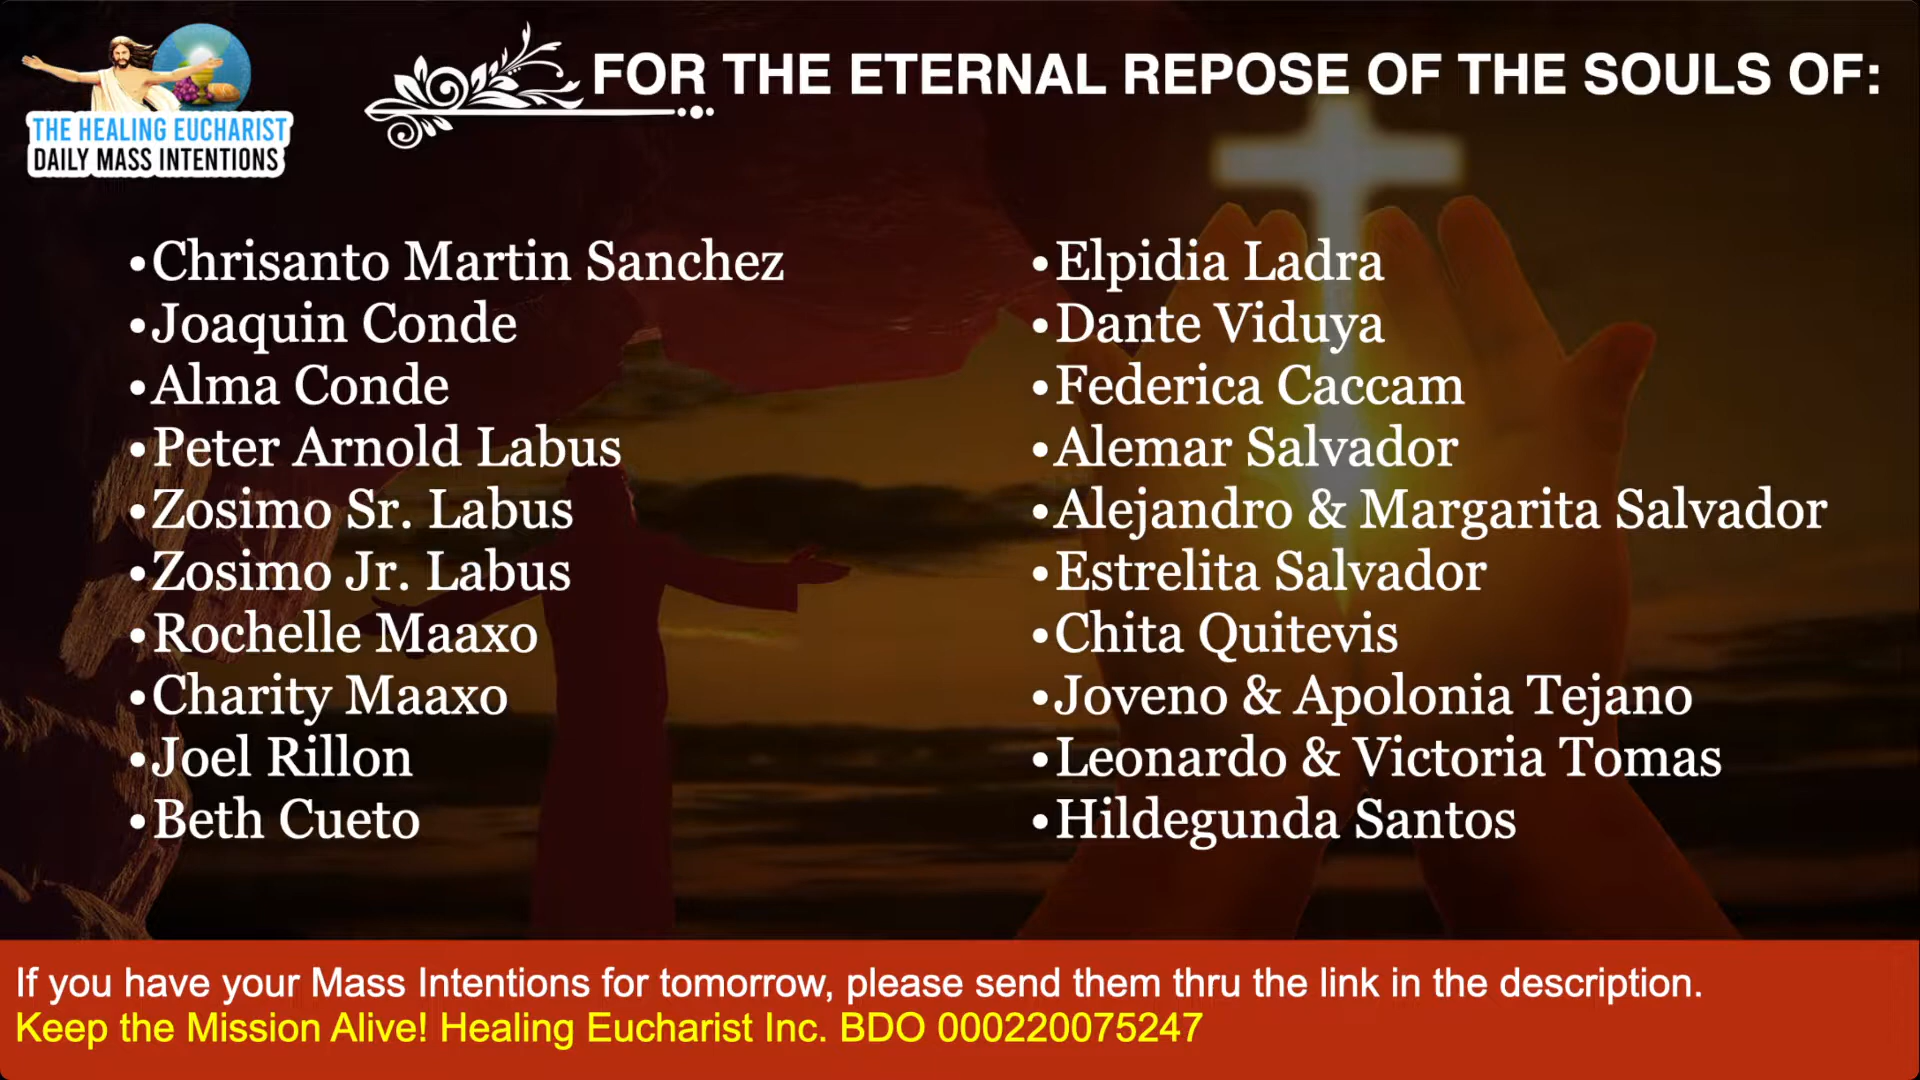 THE HEALING EUCHARIST
DAILY MASS INTENTIONS
FOR THE ETERNAL REPOSE OF THE SOULS OF:
•Chrisanto Martin Sanchez
•Joaquin Conde
•Alma Conde
•Peter Arnold Labus
•Zosimo Sr. Labus
•Zosimo Jr. Labus
•Rochelle Maaxo
•Charity Maaxo
•Joel Rillon
•Beth Cueto
•Elpidia Ladra
•Dante Viduya
•Federica Caccam
•Alemar Salvador
•Alejandro & Margarita Salvador
•Estrelita Salvador
•Chita Quitevis
•Joveno & Apolonia Tejano
•Leonardo & Victoria Tomas
•Hildegunda Santos
If you have your Mass Intentions for tomorrow, please send them thru the link in the description.
Keep the Mission Alive! Healing Eucharist Inc. BDO 000220075247